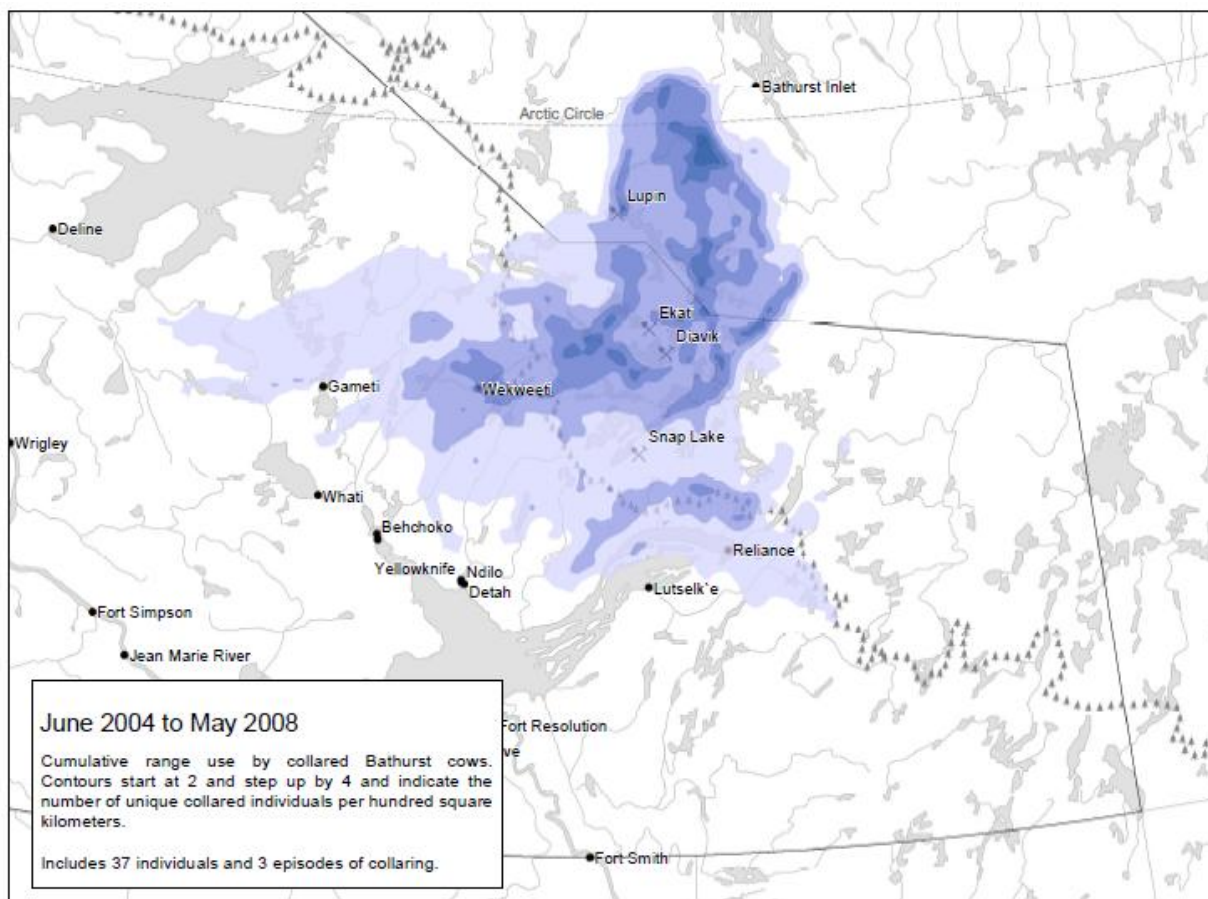 Bathurst Inlet
Arctic Circle
Lupin
Deline
Ekati
Diavik
Gameti
Wekweeti
Snap Lake
Wrigley
Whati
Behchoko
Reliance
Yellowknife
Ndilo
Detah
Lutselk`e
Fort Simpson
Jean Marie River
Fort Resolution
ve
June 2004 to May 2008
Cumulative range use by collared Bathurst cows.
Contours start at 2 and step up by 4 and indicate the
number of unique collared individuals per hundred square
kilometers.
Includes 37 individuals and 3 episodes of collaring.
Fort Smith